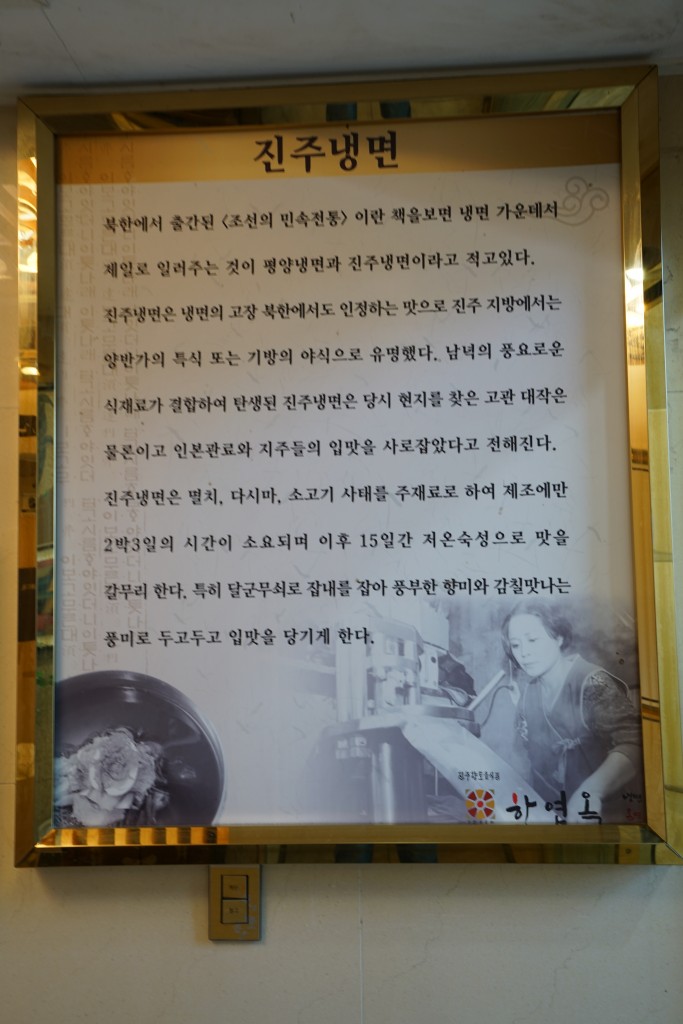 진주냉면
북한에서 출간된 <조선의 민속전통> 이란 책을보면 냉면 가운데서
제일로 일러주는 것이 평양냉면과 진주냉면이라고 적고있다.
진주냉면은 냉면의 고장 북한에서도 인정하는 맛으로 진주 지방에서는
양반가의 특식 또는 기방의 야식으로 유명했다. 남녘의 풍요로운
식재료가 결합하여 탄생된 진주냉면은 당시 현지를 찾은 고관 대작은
물론이고 인본관료와 지주들의 입맛을 사로잡았다고 전해진다.
진주냉면은 멸치, 다시마, 소고기 사태를 주재료로 하여 제조에만
2박3일의 시간이 소요되며 이후 15일간 저온숙성으로 맛을
갈무리 한다. 특히 달군무쇠로 잡내를 잡아 풍부한 향미와 감칠맛나는
풍미로 두고두고 입맛을 당기게 한다.
하연옥